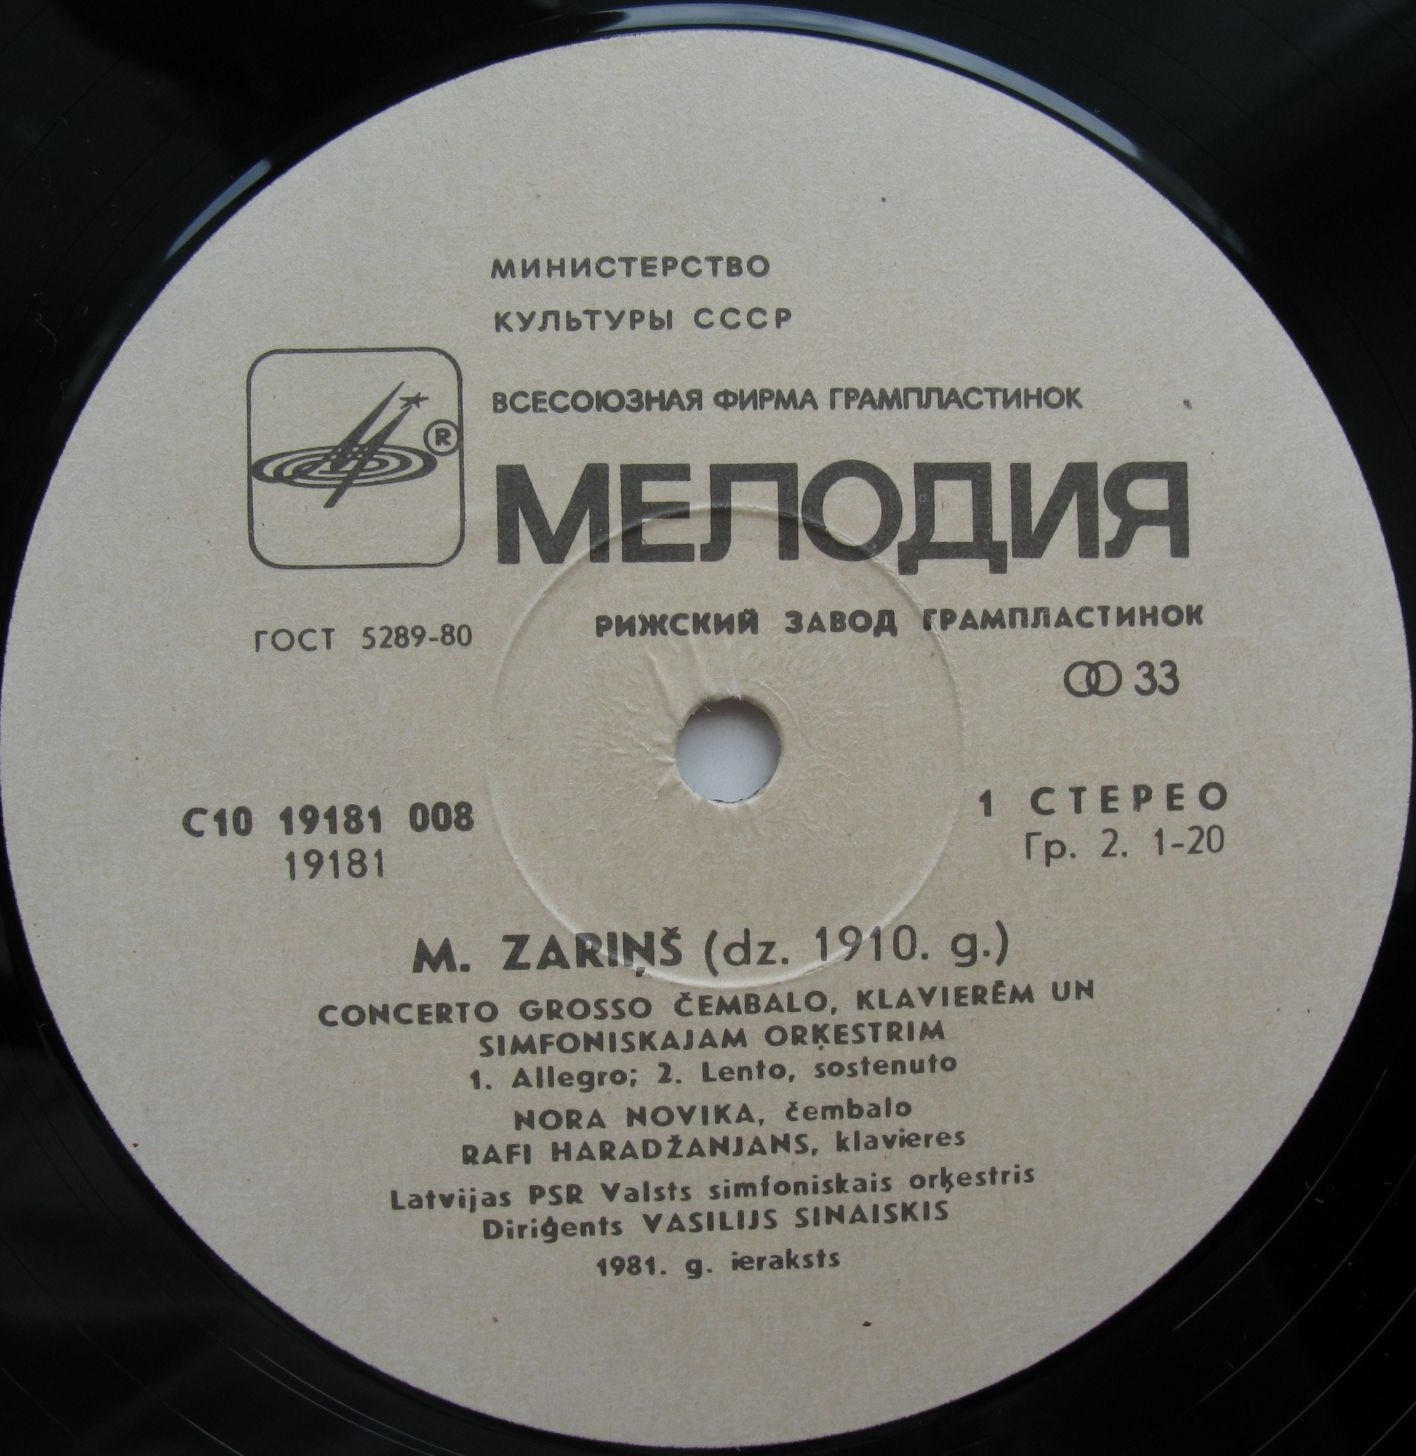 МИНИСТЕРСТВО
КУЛЬТУРЫ СССР
ВСЕСОЮЗНАЯ ФИРМА ГРАМПЛАСТИНОК
®
МЕЛОДИЯ
ГОСТ 5289-80
РИЖСКИЙ ЗАВОД ГРАМПЛАСТИНОК
33
С10 19181 008
19181
1 СТЕРЕО
Гр. 2. 1-20
M. ZARIŅŠ (dz. 1910. g.)
CONCERTO GROSSO ČEMBALO, KLAVIERĒM UN
SIMFONISKAJAM ORĶESTRIM
1. Allegro; 2. Lento, sostenuto
NORA NOVIKA, čembalo
RAFI HARADŽANJANS, klavieres
Latvijas PSR Valsts simfoniskais orķestris
Diriģents VASILIJS SINAISKIS
1981. g. ieraksts